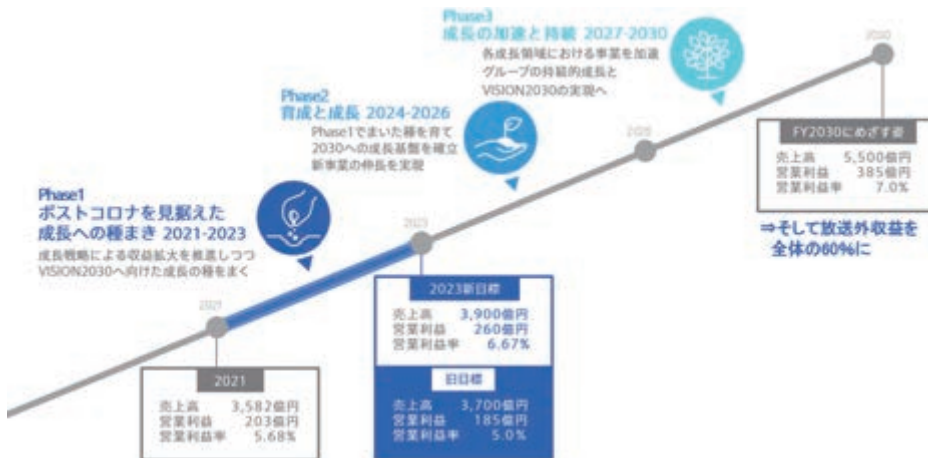 Phase3
成長の加速と持続 2027-2030
各成長領域における事業を加速
グループの持続的成長と
VISION2030の実現へ
Phase2
育成と成長 2024-2026
Phase1でまいた種を育て
2030への成長基盤を確立
新事業の伸長を実現
Phase1
ポストコロナを見据えた
成長への種まき 2021-2023
成長戦略による収益拡大を推進しつつ
VISION2030へ向けた成長の種をまく
2021
2023
2030
2021
売上高 3,582億円
営業利益 203億円
営業利益率 5.68%
2023新目標
売上高 3,900億円
営業利益 260億円
営業利益率 6.67%
旧目標
売上高 3,700億円
営業利益 185億円
営業利益率 5.0%
FY2030にめざす姿
売上高 5,500億円
営業利益 385億円
営業利益率 7.0%
⇒そして放送外収益を
全体の60%に